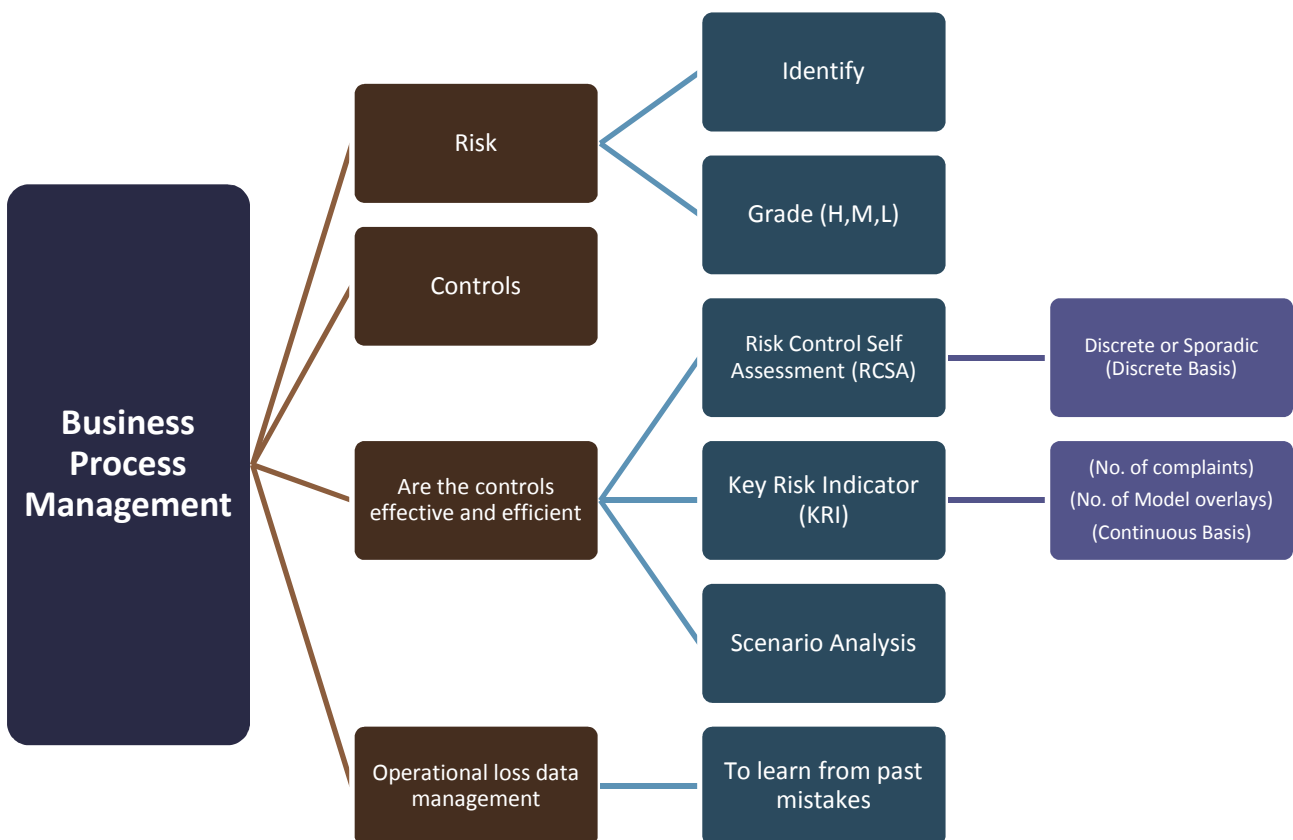 Business
Process
Management
Risk
Identify
Grade (H,M,L)
Controls
Are the controls
effective and efficient
Risk Control Self
Assessment (RCSA)
Discrete or Sporadic
(Discrete Basis)
Key Risk Indicator
(KRI)
(No. of complaints)
(No. of Model overlays)
(Continuous Basis)
Scenario Analysis
Operational loss data
management
To learn from past
mistakes